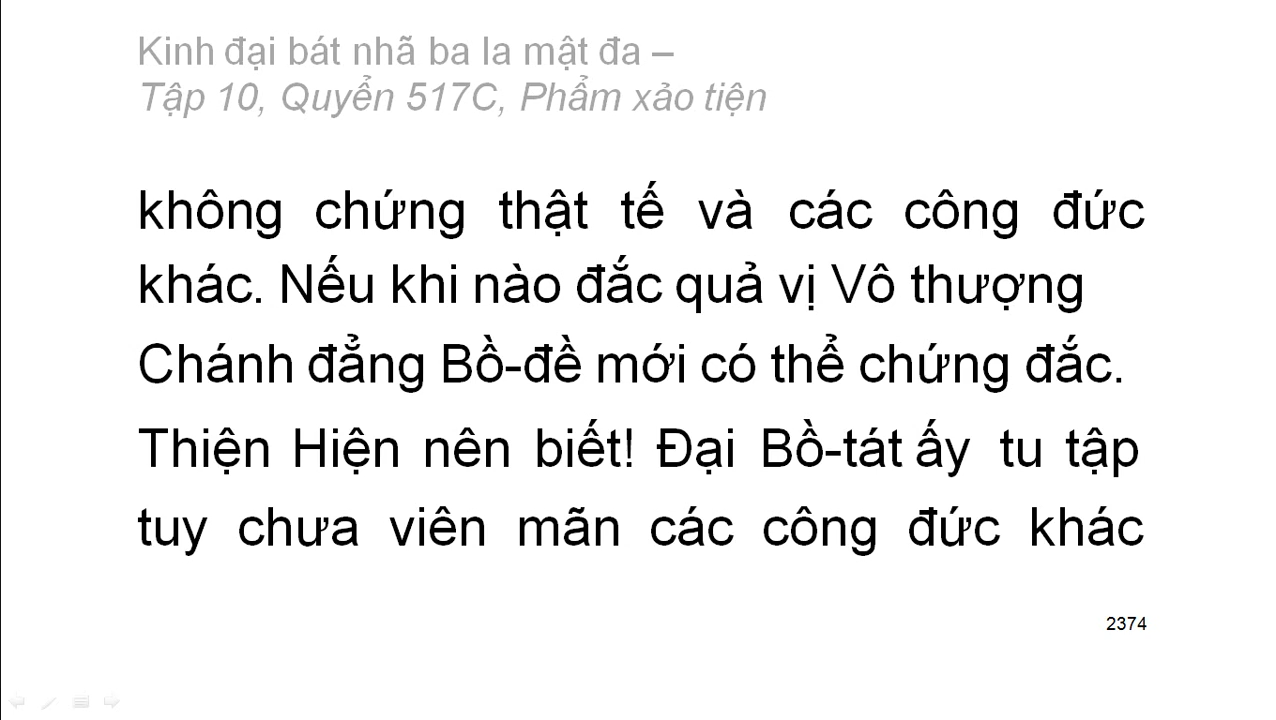 Kinh đại bát nhã ba la mật đa –
Tập 10, Quyển 517C, Phẩm xảo tiện
không chứng thật tế và các công đức
khác. Nếu khi nào đắc quả vị Vô thượng
Chánh đẳng Bồ-đề mới có thể chứng đắc.
Thiện Hiện nên biết! Đại Bồ-tát ấy tu tập
tuy chưa viên mãn các công đức khác
2374